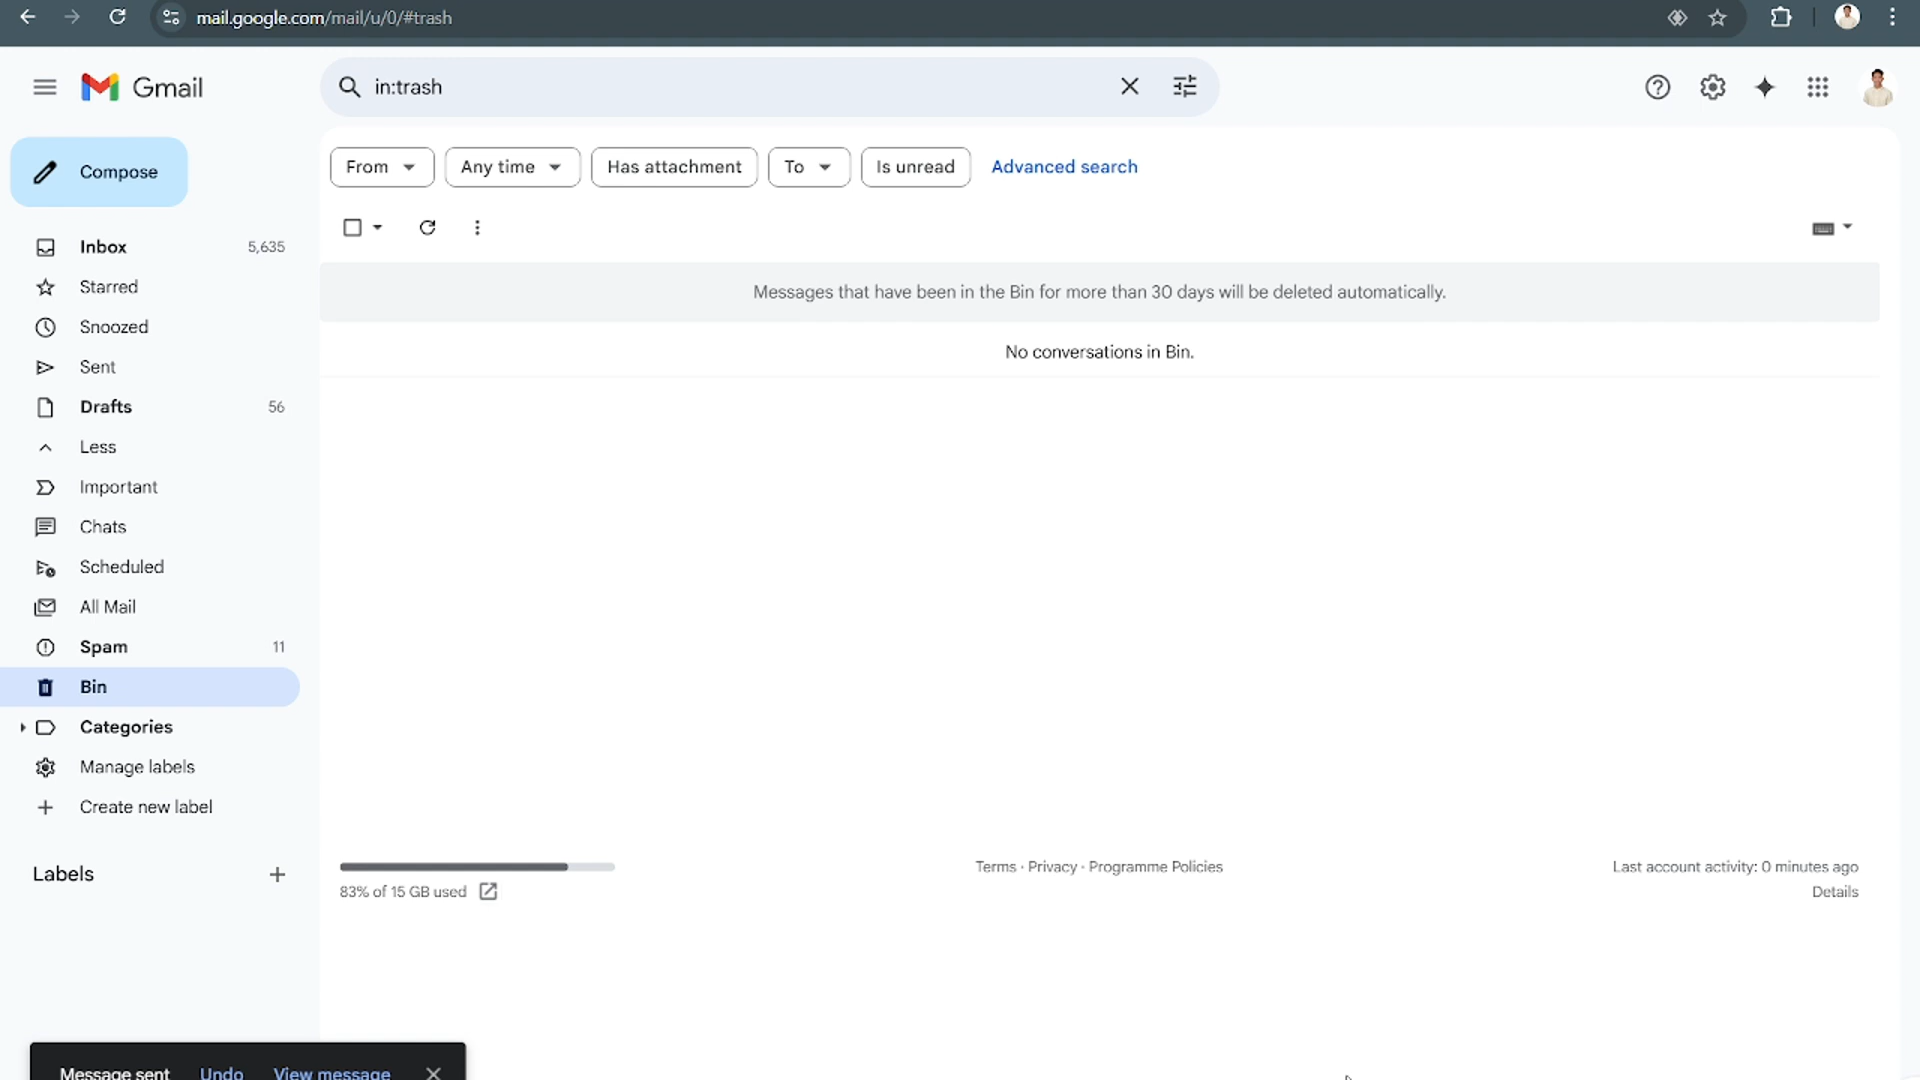 mail.google.com/mail/u/0/#trash
Gmail
in:trash
Compose
From
Any time
Has attachment
To
Is unread
Advanced search
Inbox 5,635
Starred
Snoozed
Sent
Drafts 56
Less
Important
Chats
Scheduled
All Mail
Spam 11
Bin
Categories
Manage labels
Create new label
Labels
Messages that have been in the Bin for more than 30 days will be deleted automatically.
No conversations in Bin.
83% of 15 GB used
Terms · Privacy · Programme Policies
Last account activity: 0 minutes ago
Details
Message sent Undo View message